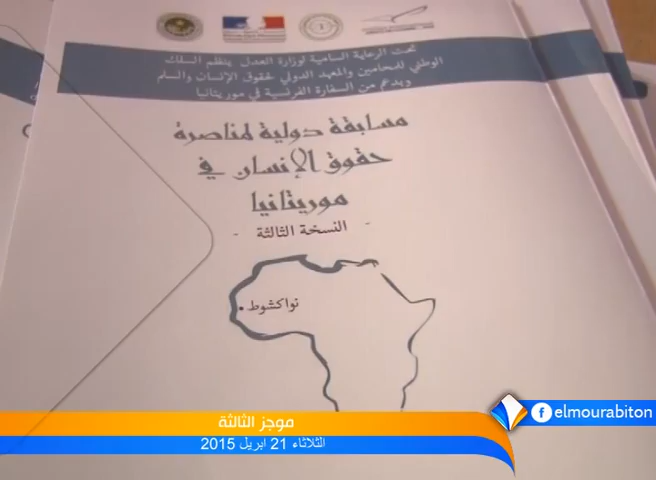 تحت الرعاية السامية لوزارة العدل ينظم السلك
الوطني للمحامين والمعهد الدولي لحقوق الإنسان والسلم
وبدعم من السفارة الفرنسية في موريتانيا
مسابقة دولية لمناصرة
حقوق الإنسان في
موريتانيا
- النسخة الثالثة -
نواكشوط
elmourabiton
موجز الثالثة
الثلاثاء 21 ابريل 2015